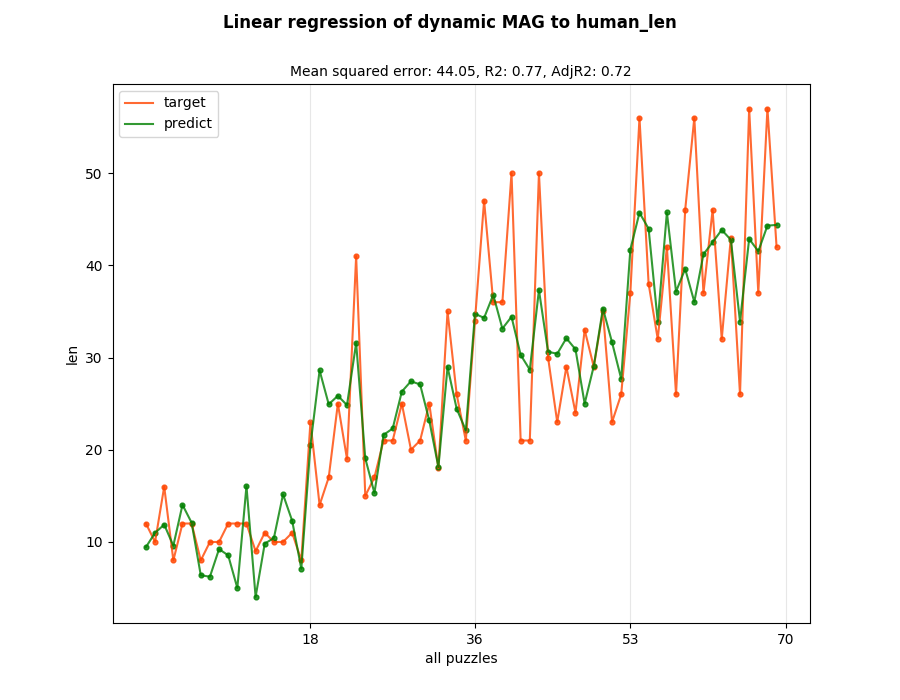 Linear regression of dynamic MAG to human_len
Mean squared error: 44.05, R2: 0.77, AdjR2: 0.72
target
predict
50
40
30
20
10
len
18
36
53
70
all puzzles